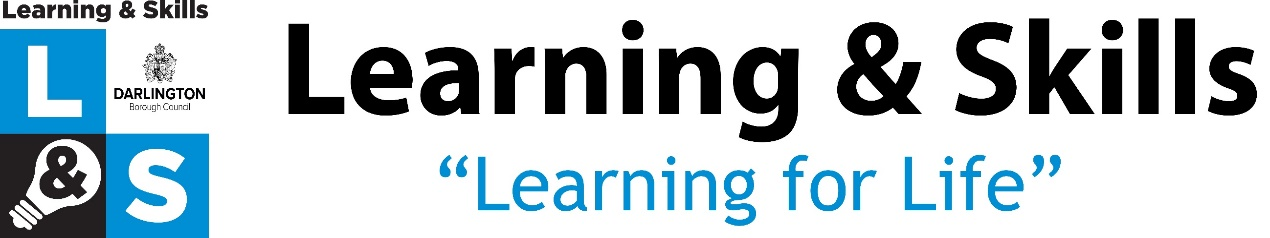 Learning & Skills
L
DARLINGTON
Borough Council
&
S
Learning & Skills
“Learning for Life”